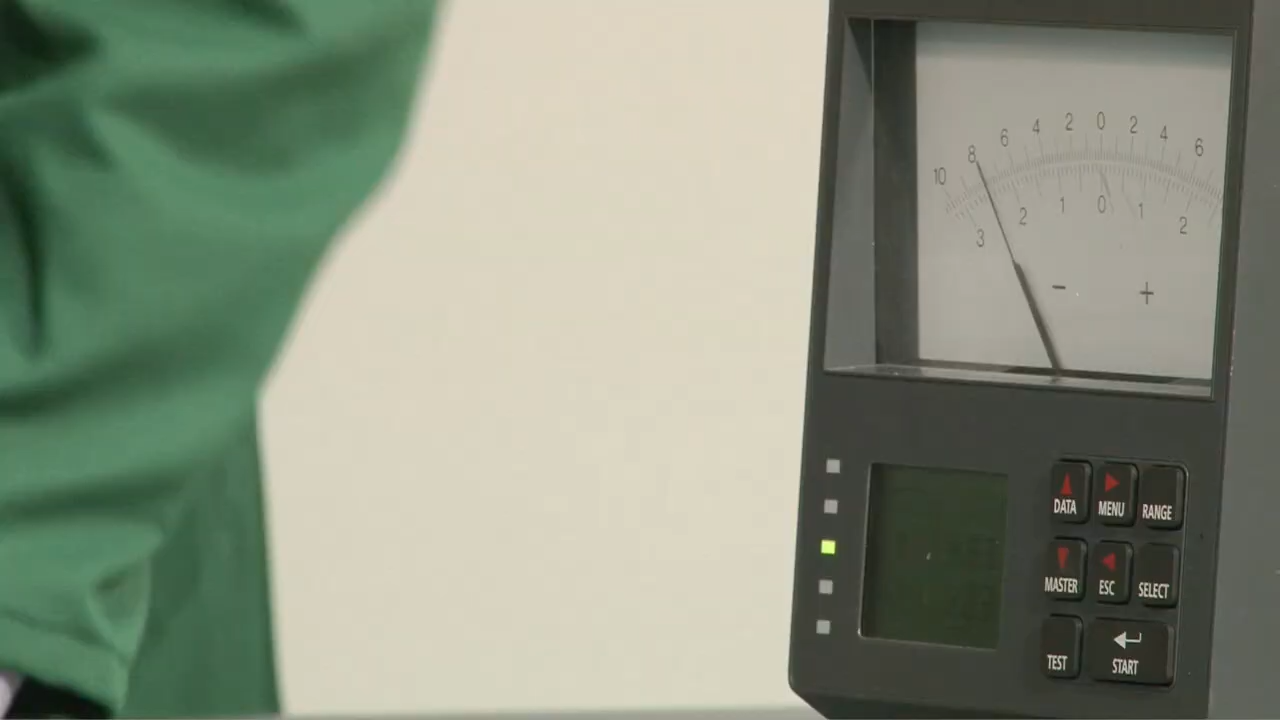 10 8 6 4 2 0 2 4 6
3 2 1 0 1 2
- +
DATA MENU RANGE
MASTER ESC SELECT
TEST START